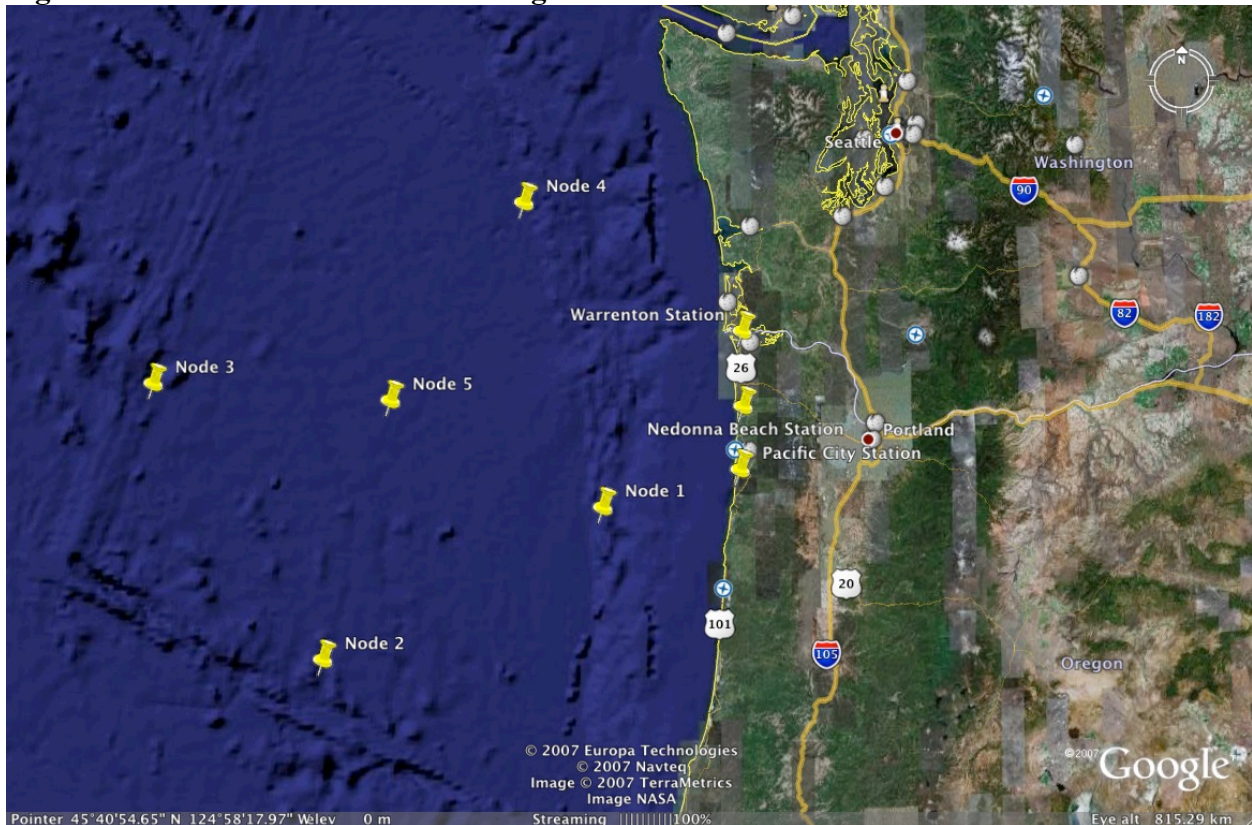 N
Seattle
Washington
90
Node 4
Warrenton Station
82
182
Node 3
Node 5
26
Nedonna Beach Station
Portland
Pacific City Station
Node 1
20
101
Node 2
105
Oregon
© 2007 Europa Technologies
© 2007 Navteq
Image © 2007 TerraMetrics
Image NASA
©2007 Google
Pointer 45°40'54.65" N 124°58'17.97" W elev 0 m
Streaming |||||||||100%
Eye alt 815.29 km